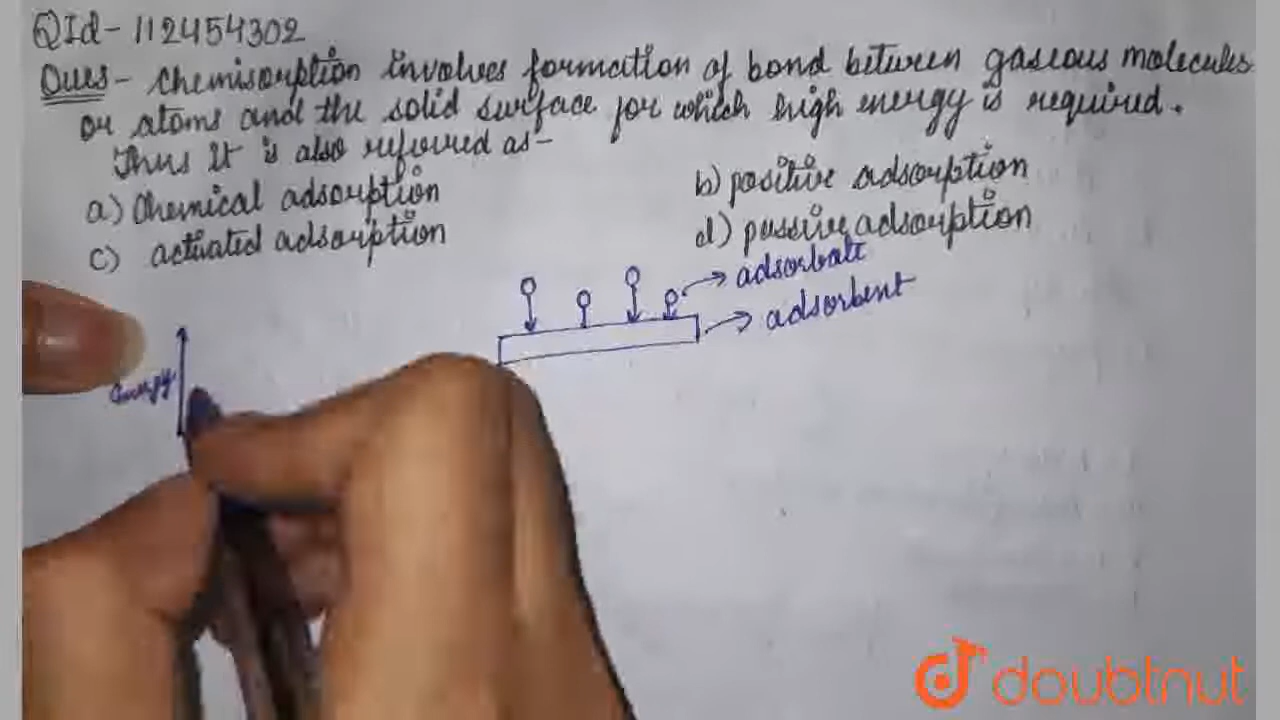 QId- 112454302
Ques- Chemisorption involves formation of bond between gaseous molecules
or atoms and the solid surface for which high energy is required.
Thus It is also referred as-
a) Chemical adsorption
b) positive adsorption
c) activated adsorption
d) passive adsorption
adsorbate
adsorbent
Energy
doubtnut